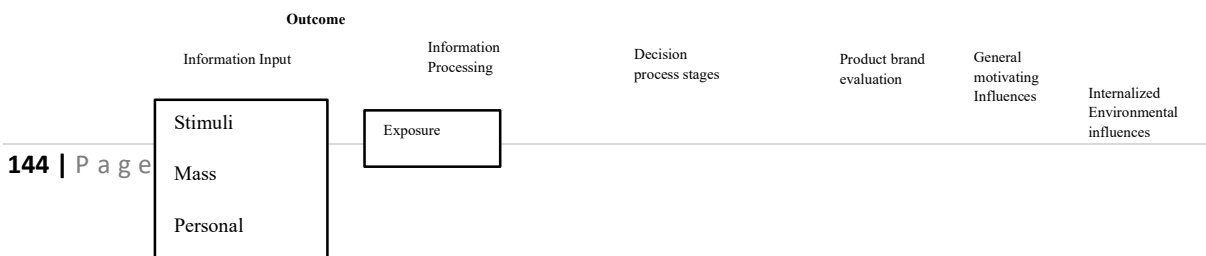 Outcome
Information Input
Information
Processing
Decision
process stages
Product brand
evaluation
General
motivating
Influences
Internalized
Environmental
influences
Stimuli
Mass
Personal
Exposure
144 | P a g e